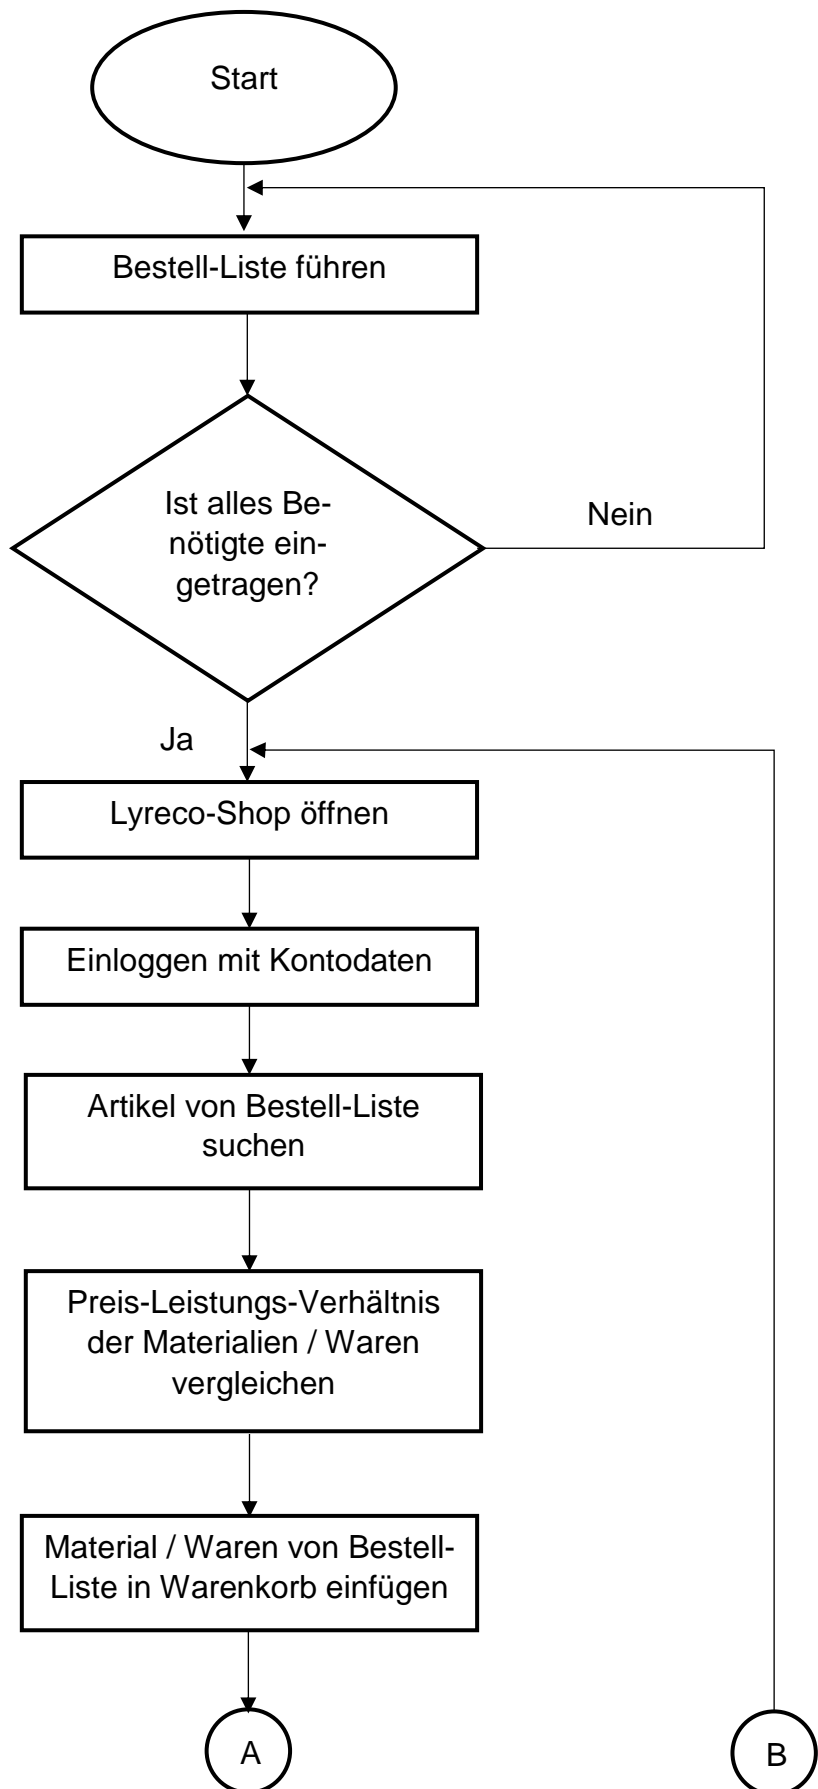 Start
Bestell-Liste führen
Ist alles Be-
nötigte ein-
getragen?
Nein
Ja
Lyreco-Shop öffnen
Einloggen mit Kontodaten
Artikel von Bestell-Liste
suchen
Preis-Leistungs-Verhältnis
der Materialien / Waren
vergleichen
Material / Waren von Bestell-
Liste in Warenkorb einfügen
A
B